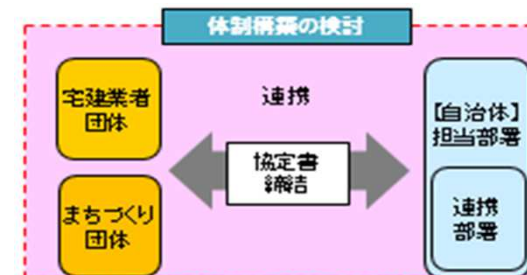 体制構築の検討
宅建業者
団体
連携
【自治体】
担当部署
協定書
締結
まちづくり
団体
連携
部署